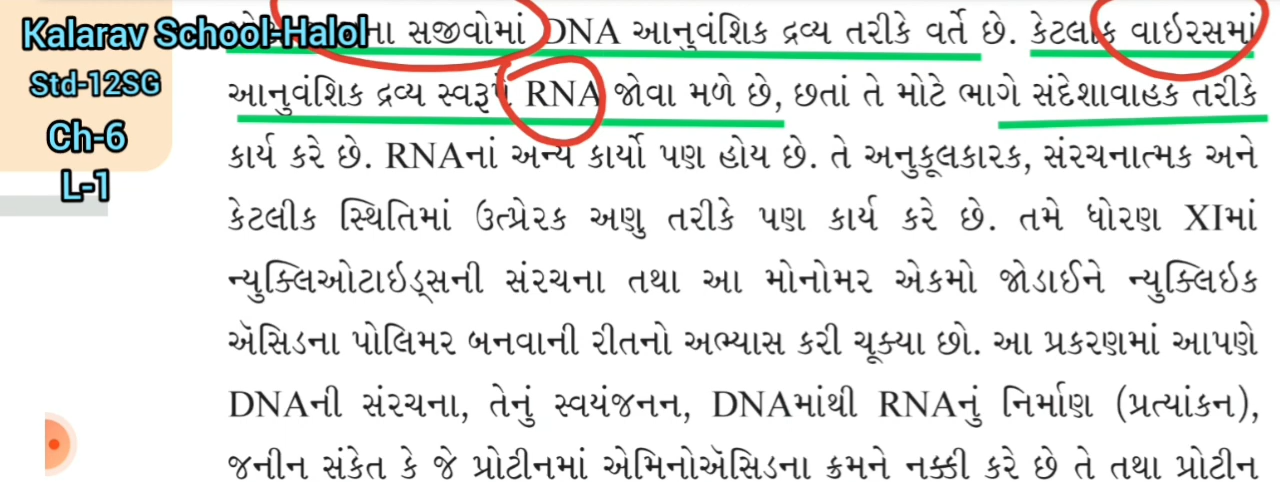 Kalarav School-Halol
Std-12SG
Ch-6
L-1
સજીવોમાં DNA આનુવંશિક દ્રવ્ય તરીકે વર્તે છે. કેટલાક વાઇરસમાં
આનુવંશિક દ્રવ્ય સ્વરૂપે RNA જોવા મળે છે, છતાં તે મોટે ભાગે સંદેશાવાહક તરીકે
કાર્ય કરે છે. RNAનાં અન્ય કાર્યો પણ હોય છે. તે અનુકૂલકારક, સંરચનાત્મક અને
કેટલીક સ્થિતિમાં ઉત્પ્રેરક અણુ તરીકે પણ કાર્ય કરે છે. તમે ધોરણ XIમાં
ન્યુક્લિઓટાઇડ્સની સંરચના તથા આ મોનોમર એકમો જોડાઈને ન્યુક્લિઇક
ઍસિડના પોલિમર બનવાની રીતનો અભ્યાસ કરી ચૂક્યા છો. આ પ્રકરણમાં આપણે
DNAની સંરચના, તેનું સ્વયંજનન, DNAમાંથી RNAનું નિર્માણ (પ્રત્યાંકન),
જનીન સંકેત કે જે પ્રોટીનમાં એમિનોઍસિડના ક્રમને નક્કી કરે છે તે તથા પ્રોટીન